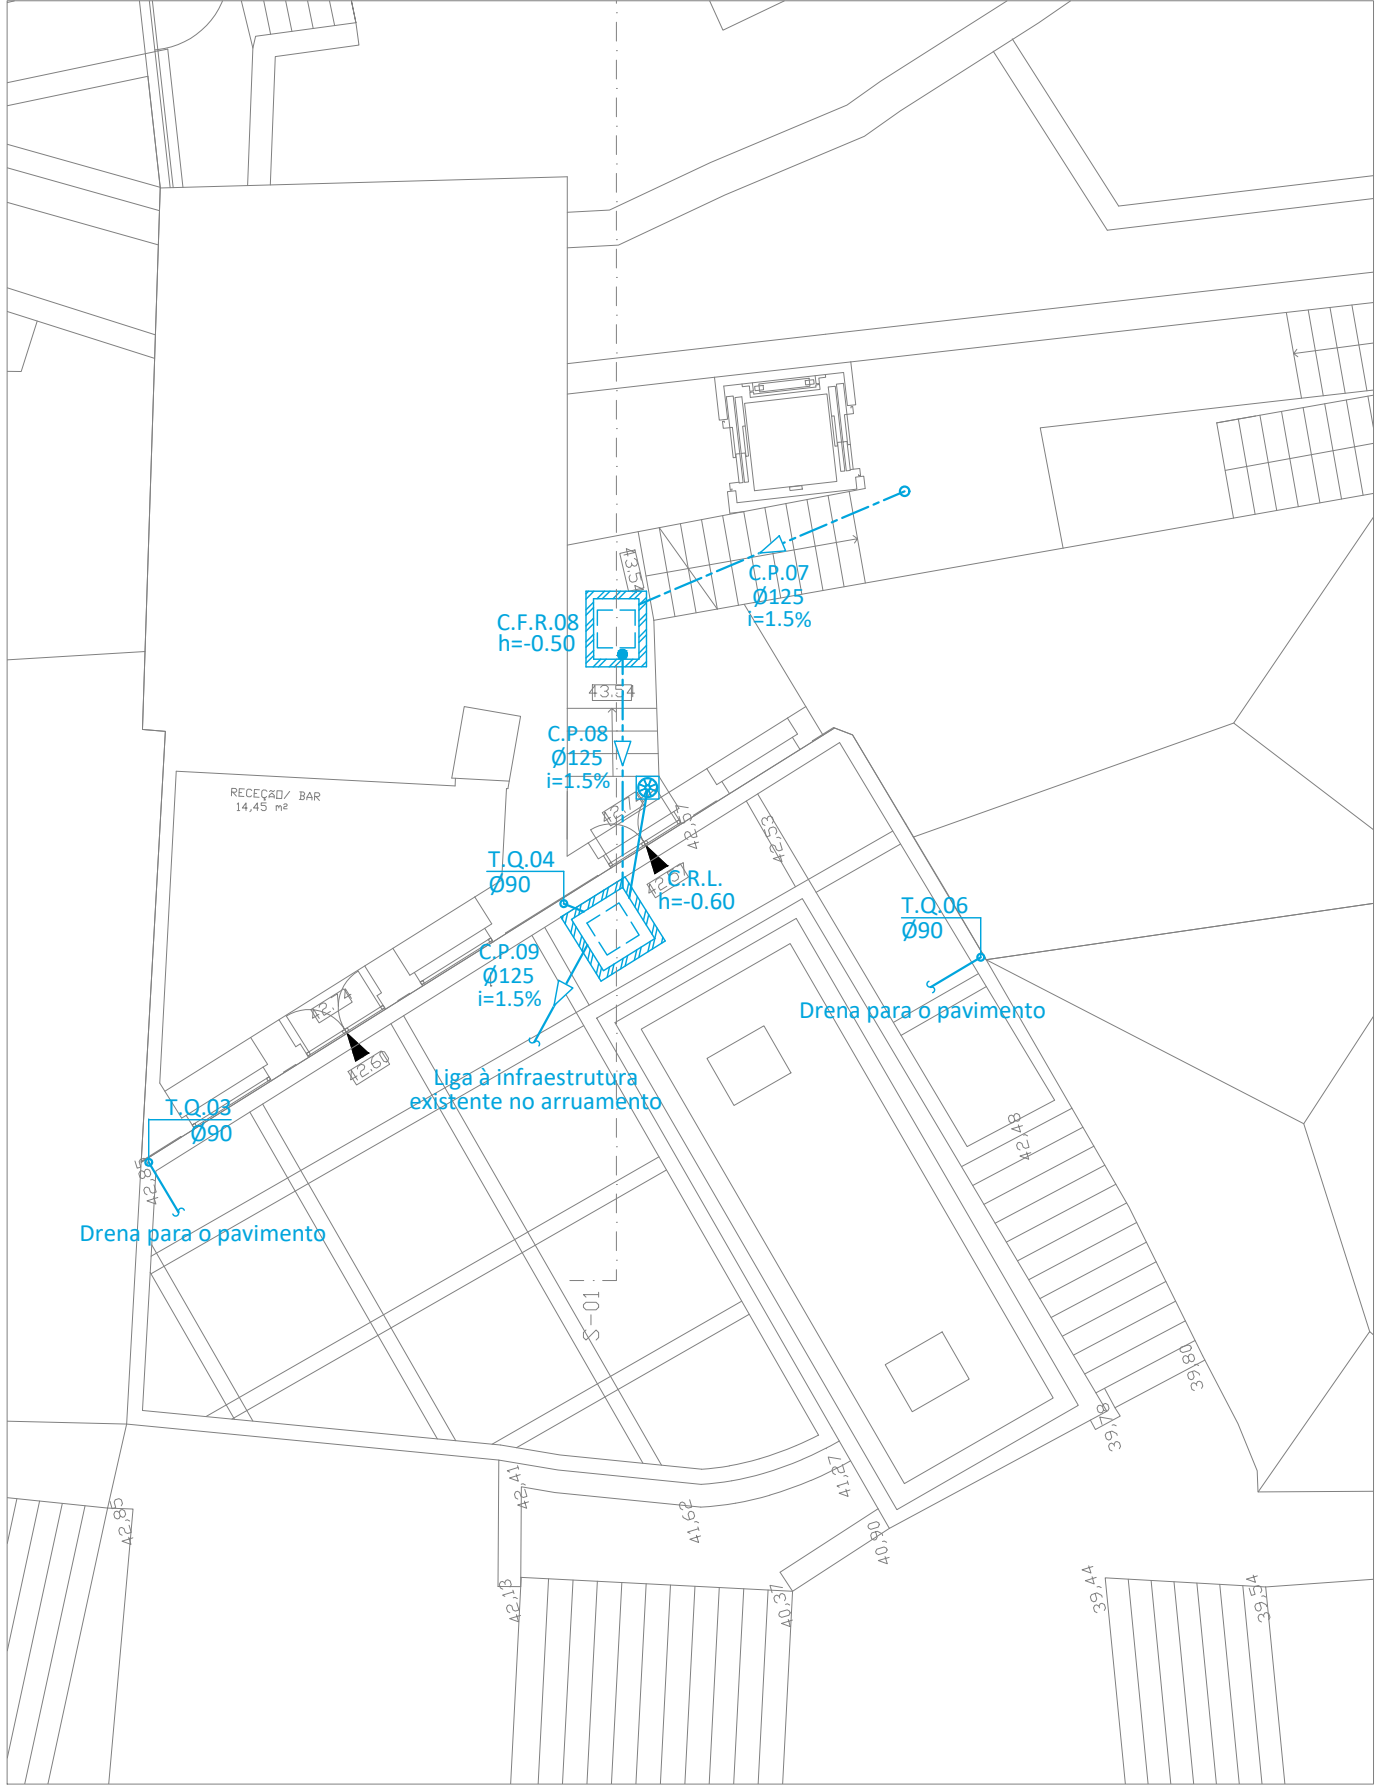 43.54
C.P.07
Ø125
i=1.5%
C.F.R.08
h=-0.50
43.54
C.P.08
Ø125
i=1.5%
RECEÇÃO/ BAR
14,45 m²
42.57
42.53
T.Q.04
Ø90
42.67
C.R.L.
h=-0.60
T.Q.06
Ø90
C.P.09
Ø125
i=1.5%
42.74
Drena para o pavimento
42.60
Liga à infraestrutura
existente no arruamento
T.Q.03
Ø90
42.48
42.85
Drena para o pavimento
S-01
39.80
39.78
42.41
41.27
42.85
41.62
40.90
42.13
40.37
39.44
39.54